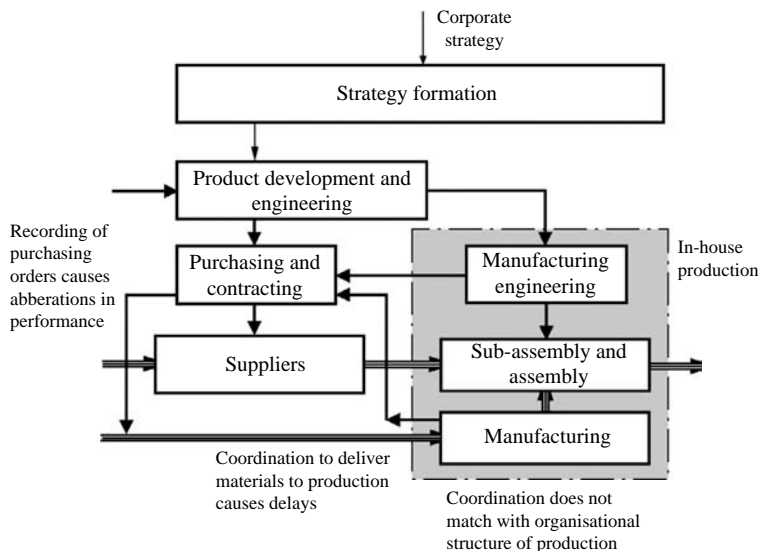 Corporate
strategy
Strategy formation
Product development and
engineering
Recording of
purchasing
orders causes
abberations in
performance
Purchasing and
contracting
Manufacturing
engineering
In-house
production
Suppliers
Sub-assembly and
assembly
Manufacturing
Coordination to deliver
materials to production
causes delays
Coordination does not
match with organisational
structure of production